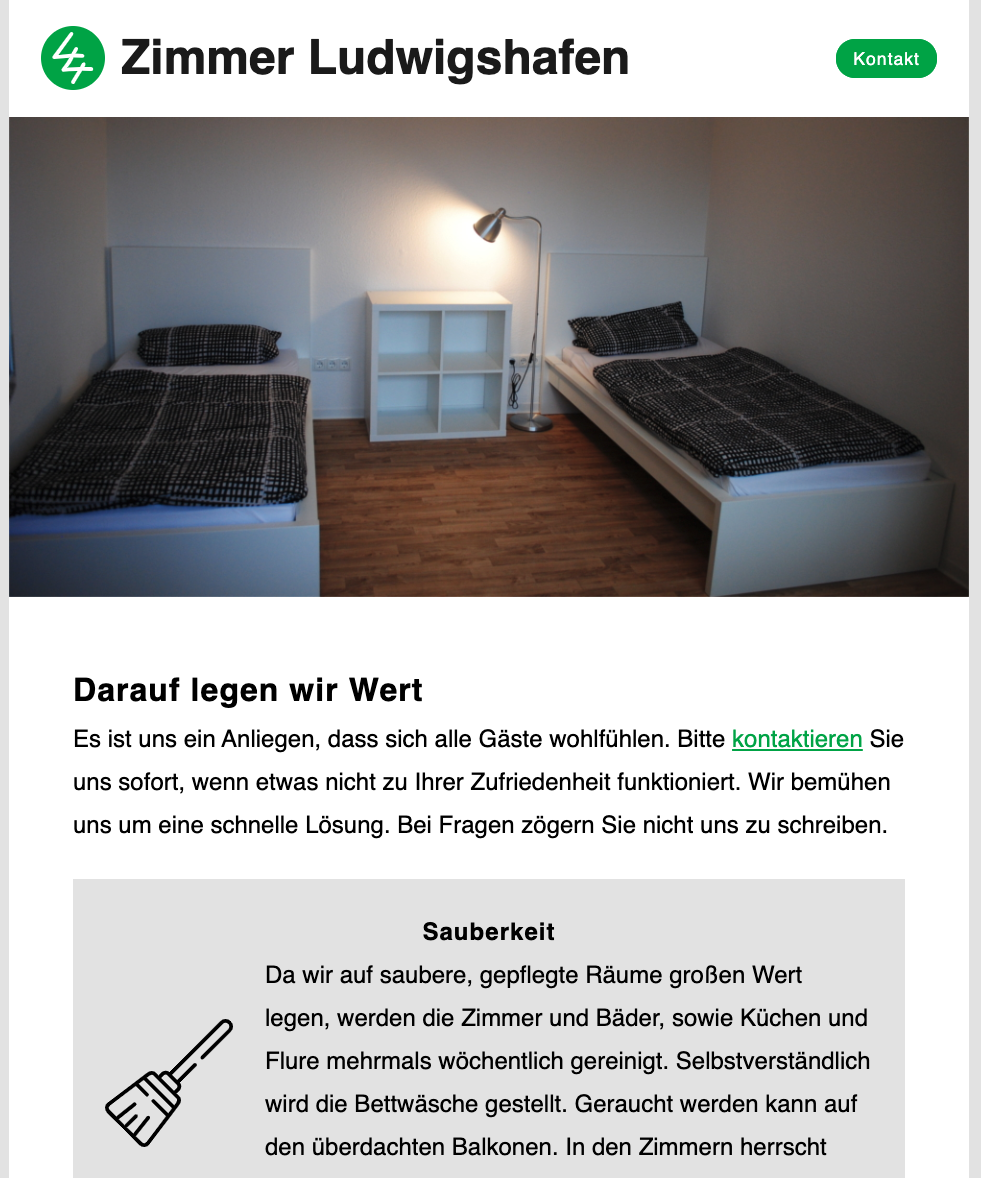 Zimmer Ludwigshafen
Kontakt
Darauf legen wir Wert
Es ist uns ein Anliegen, dass sich alle Gäste wohlfühlen. Bitte kontaktieren Sie
uns sofort, wenn etwas nicht zu Ihrer Zufriedenheit funktioniert. Wir bemühen
uns um eine schnelle Lösung. Bei Fragen zögern Sie nicht uns zu schreiben.
Sauberkeit
Da wir auf saubere, gepflegte Räume großen Wert
legen, werden die Zimmer und Bäder, sowie Küchen und
Flure mehrmals wöchentlich gereinigt. Selbstverständlich
wird die Bettwäsche gestellt. Geraucht werden kann auf
den überdachten Balkonen. In den Zimmern herrscht